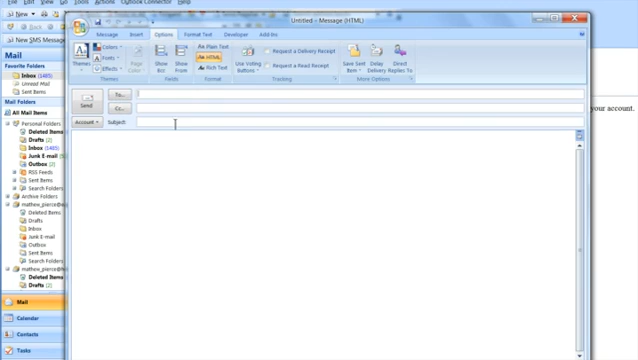 View Go Tools Actions Outlook Connector Help
New
New SMS Message
Untitled - Message (HTML)
Message Insert Options Format Text Developer Add Ins
Themes
Colors
Fonts
Effects
Page Color
Show Bcc
Show From
Plain Text
HTML
Rich Text
Use Voting Buttons
Request a Delivery Receipt
Request a Read Receipt
Save Sent Item
Delay Delivery
Direct Replies To
Themes Fields Format Tracking More Options
Send
To...
Cc...
Account
Subject:
your account.
Mail
Favorite Folders
Inbox (1485)
Unread Mail
Sent Items
Mail Folders
All Mail Items
Personal Folders
Deleted Items
Drafts [2]
Inbox (1485)
Junk E-mail
Outbox [2]
RSS Feeds
Sent Items
Search Folders
Archive Folders
Deleted Items
Drafts
Inbox
Junk E-mail
Outbox
Sent Items
Search Folders
Deleted Items
Drafts [2]
Mail
Calendar
Contacts
Tasks